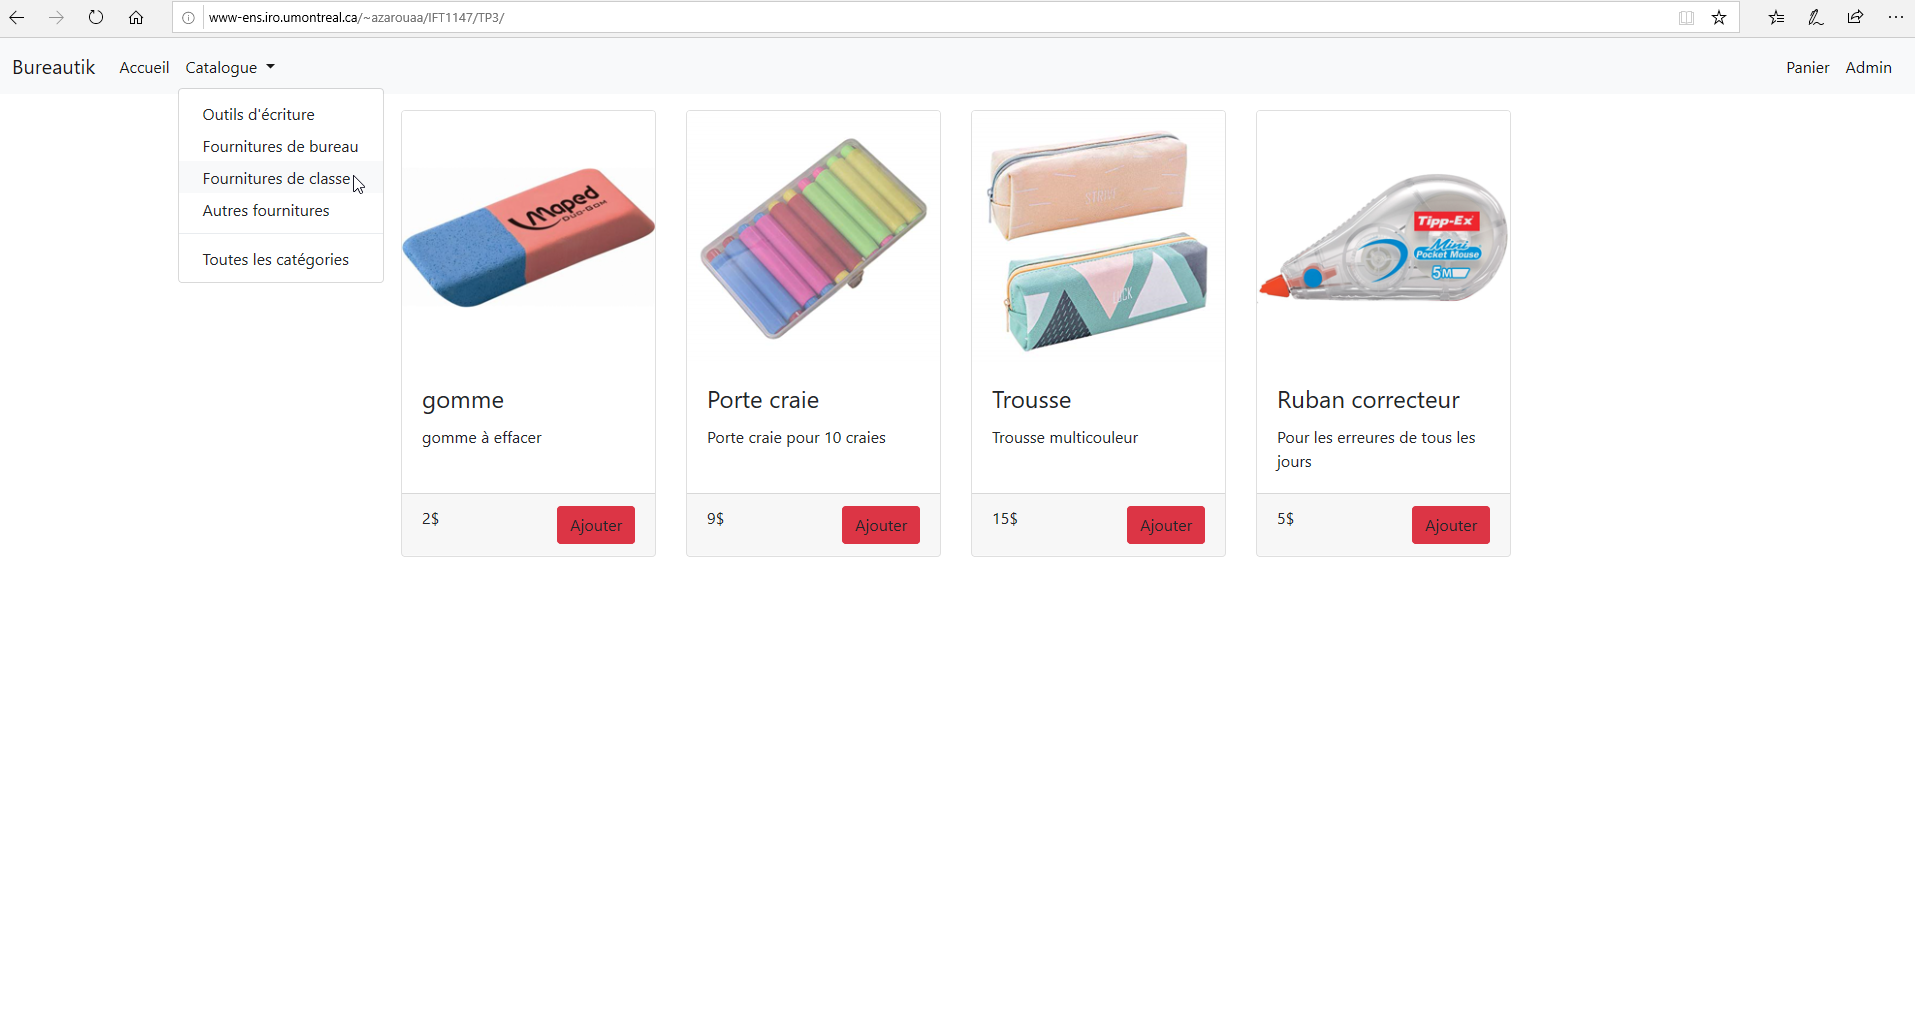 www-ens.iro.umontreal.ca/~azarouaa/IFT1147/TP3/
Bureautik Accueil Catalogue Panier Admin
Outils d'écriture
Fournitures de bureau
Fournitures de classe
Autres fournitures
Toutes les catégories
Maped
DUO-GOM
gomme
gomme à effacer
2$ Ajouter
Porte craie
Porte craie pour 10 craies
9$ Ajouter
LUCK
Trousse
Trousse multicouleur
15$ Ajouter
Tipp-Ex
Mini
Pocket Mouse
5M
Ruban correcteur
Pour les erreures de tous les
jours
5$ Ajouter